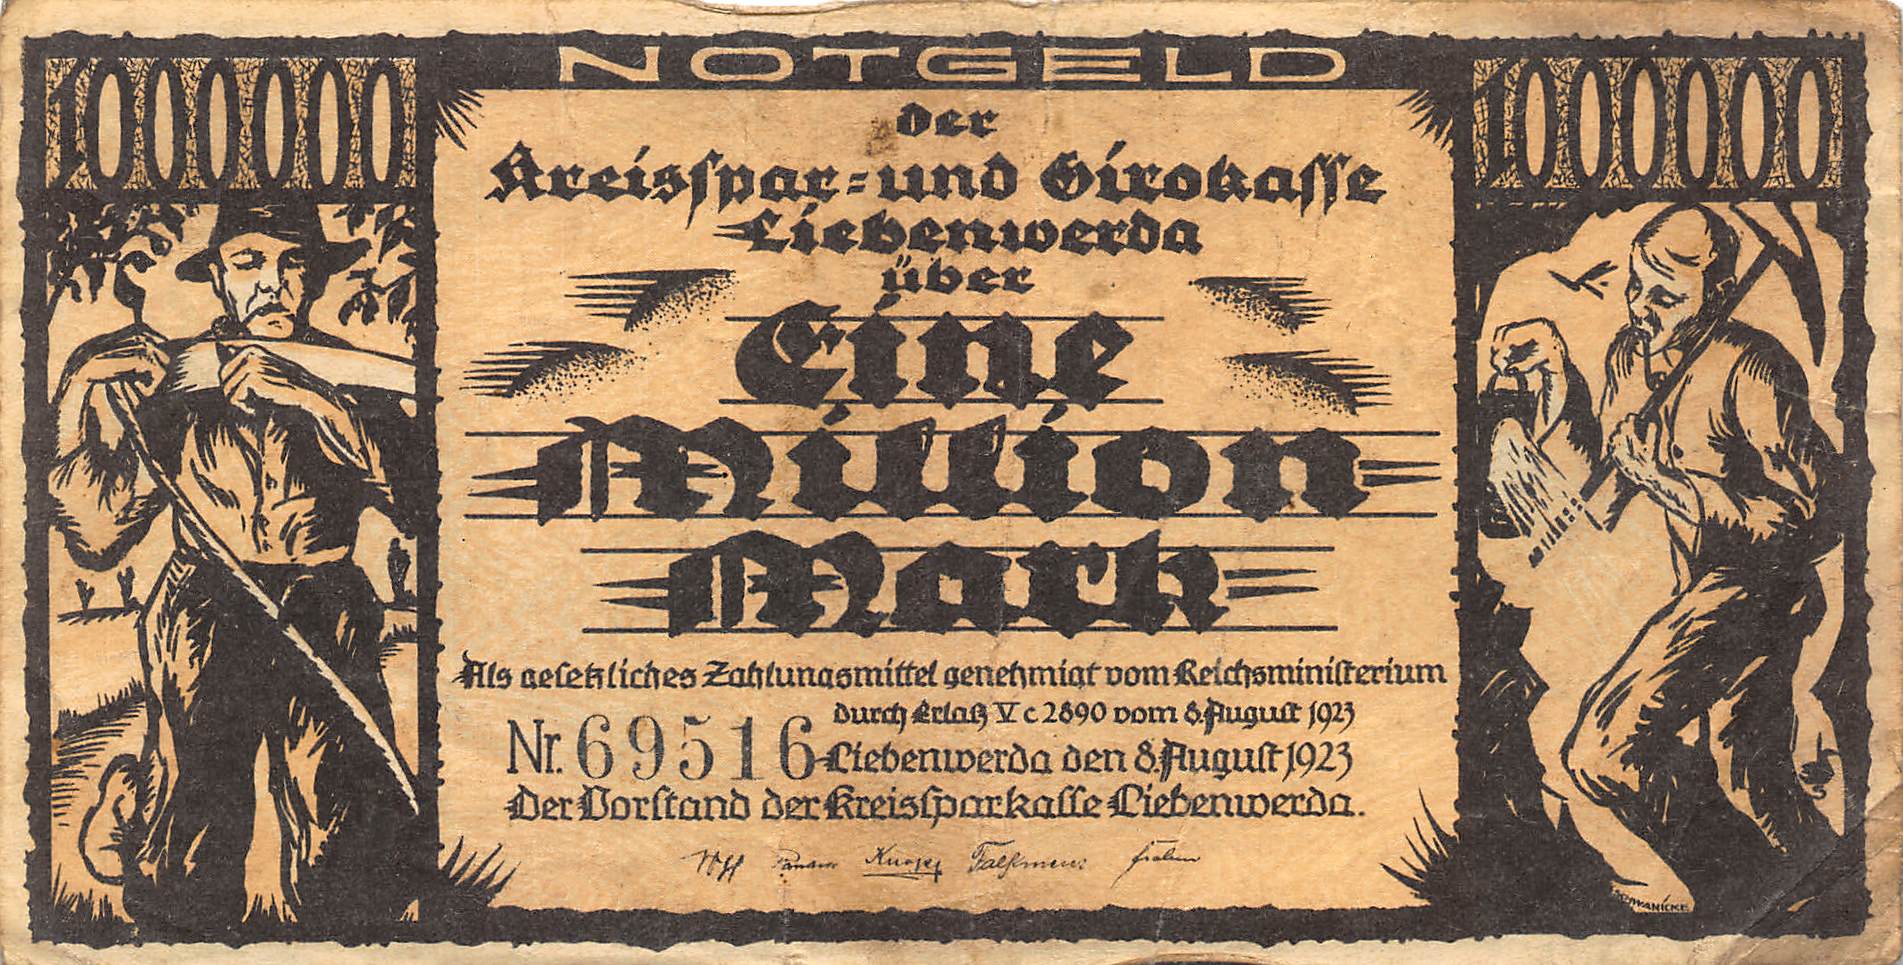 NOTGELD
1000000
1000000
der
Kreisspar- und Girokasse
Liebenwerda
über
Eine
Million
Mark
Als gesetzliches Zahlungsmittel genehmigt vom Reichsministerium
durch Erlaß V c 2890 vom 8. August 1923
Nr. 69516 Liebenwerda den 8. August 1923
Der Vorstand der Kreissparkasse Liebenwerda.